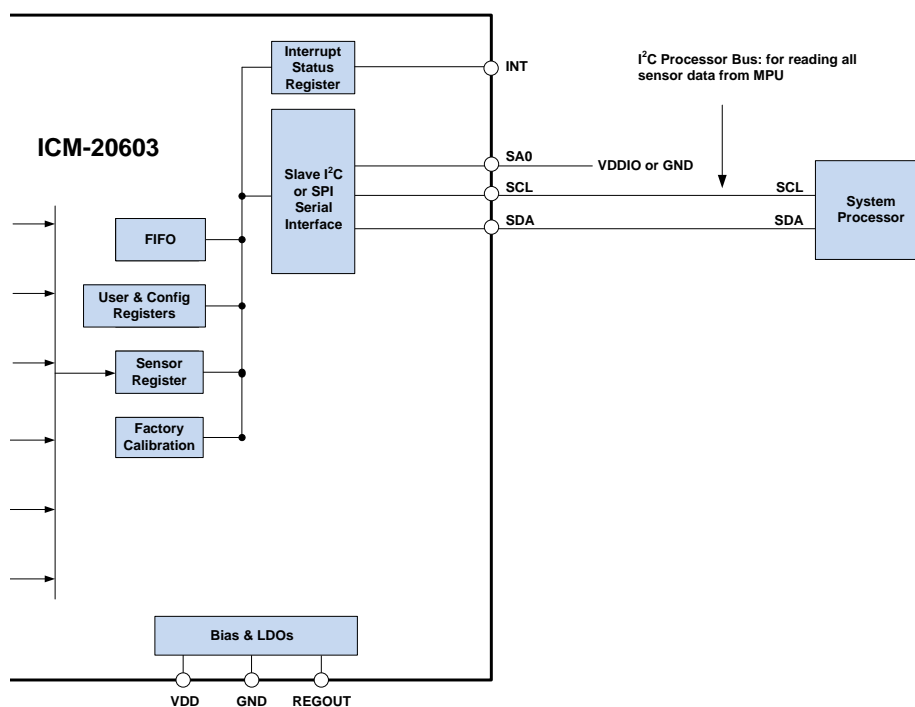 Interrupt
Status
Register
INT
I²C Processor Bus: for reading all
sensor data from MPU
ICM-20603
Slave I²C
or SPI
Serial
Interface
SA0
VDDIO or GND
SCL
SCL
SDA
SDA
System
Processor
FIFO
User & Config
Registers
Sensor
Register
Factory
Calibration
Bias & LDOs
VDD
GND
REGOUT